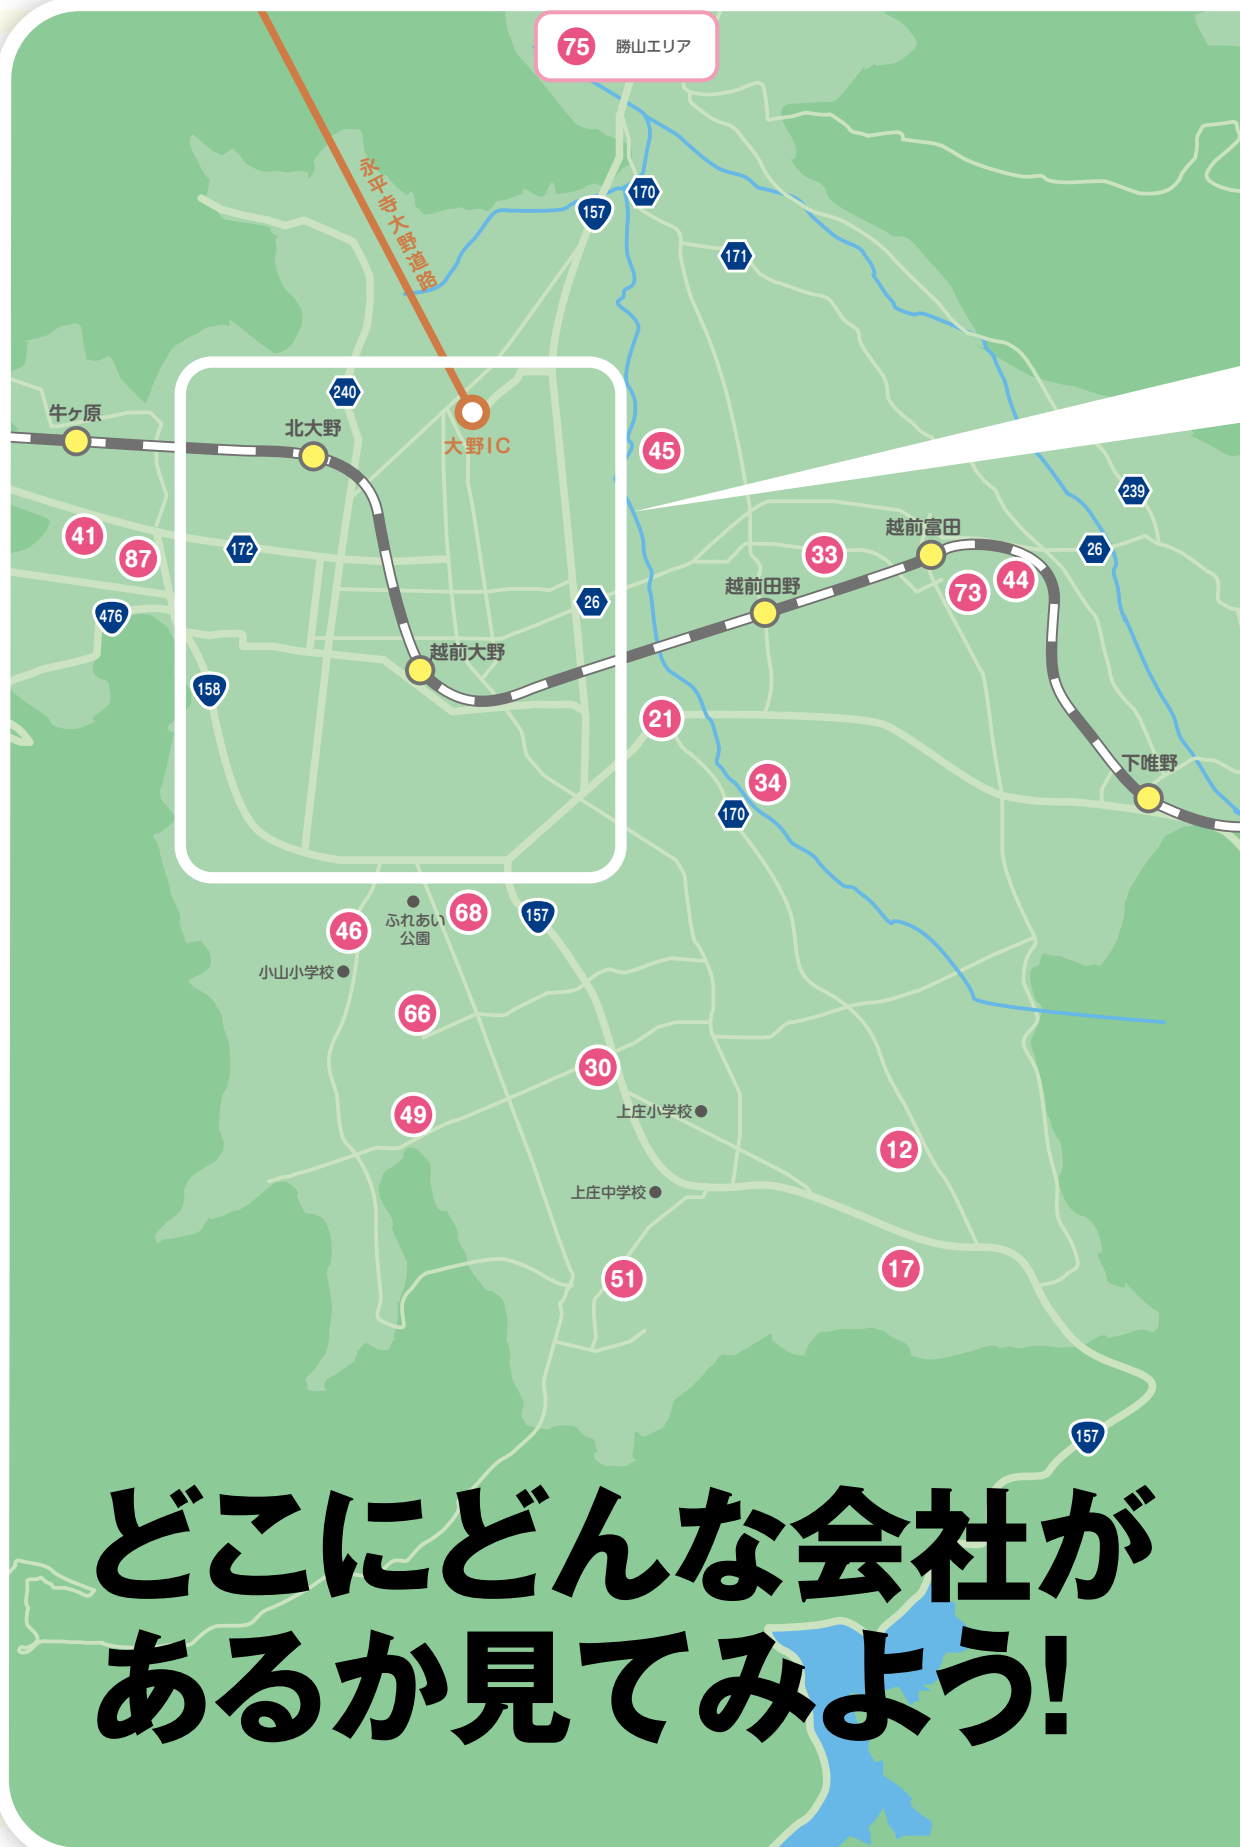 75 勝山エリア
永平寺大野道路
170
157
171
240
牛ヶ原
北大野
大野IC
45
239
41
87
172
越前富田
33
26
44
73
越前田野
476
26
越前大野
158
21
下唯野
34
170
ふれあい
公園
68
157
46
小山小学校
66
30
49
上庄小学校
12
上庄中学校
17
51
157
どこにどんな会社が
あるか見てみよう!